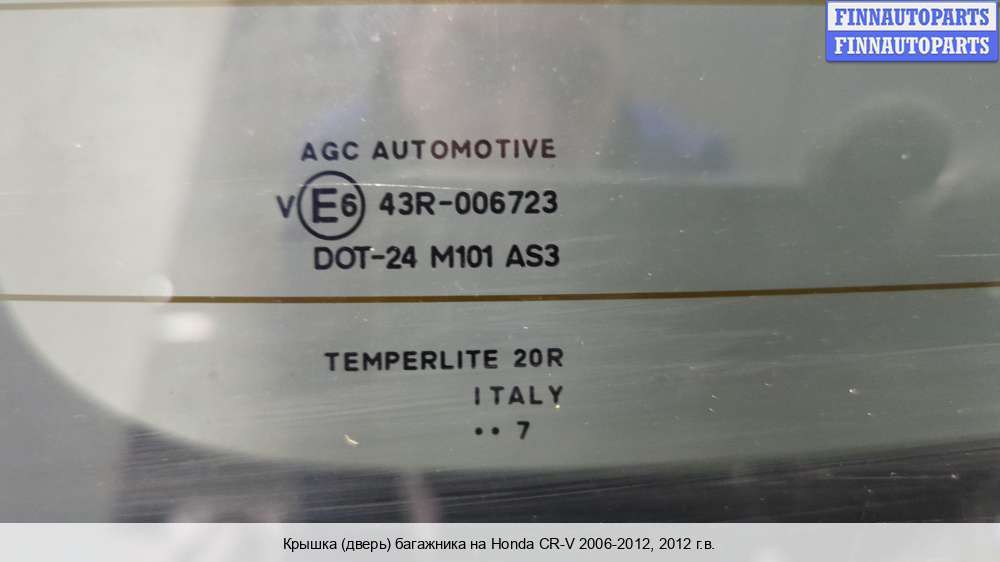 FINNAUTOPARTS
FINNAUTOPARTS
AGC AUTOMOTIVE
V E6 43R-006723
DOT-24 M101 AS3
TEMPERLITE 20R
ITALY
•• 7
Крышка (дверь) багажника на Honda CR-V 2006-2012, 2012 г.в.